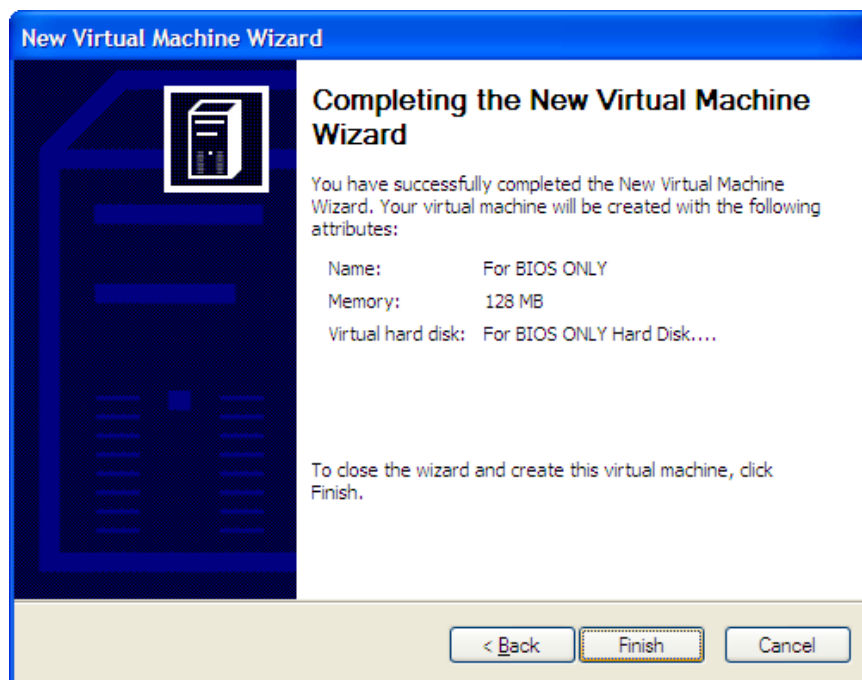 New Virtual Machine Wizard
Completing the New Virtual Machine
Wizard
You have successfully completed the New Virtual Machine
Wizard. Your virtual machine will be created with the following
attributes:
Name: For BIOS ONLY
Memory: 128 MB
Virtual hard disk: For BIOS ONLY Hard Disk....
To close the wizard and create this virtual machine, click
Finish.
< Back Finish Cancel